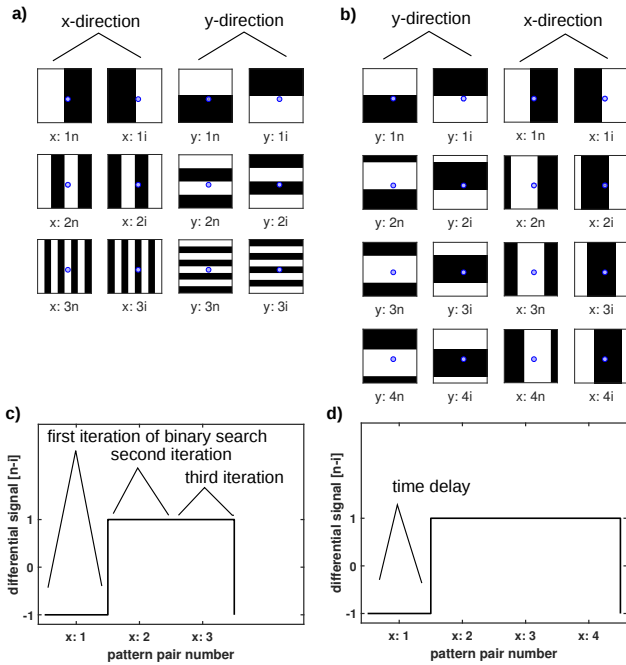 a)
x-direction
y-direction
x: 1n
x: 1i
y: 1n
y: 1i
x: 2n
x: 2i
y: 2n
y: 2i
x: 3n
x: 3i
y: 3n
y: 3i
b)
y-direction
x-direction
y: 1n
y: 1i
x: 1n
x: 1i
y: 2n
y: 2i
x: 2n
x: 2i
y: 3n
y: 3i
x: 3n
x: 3i
y: 4n
y: 4i
x: 4n
x: 4i
c)
first iteration of binary search
second iteration
third iteration
differential signal [n-i]
1
-1
x: 1
x: 2
x: 3
pattern pair number
d)
time delay
differential signal [n-i]
1
-1
x: 1
x: 2
x: 3
x: 4
pattern pair number